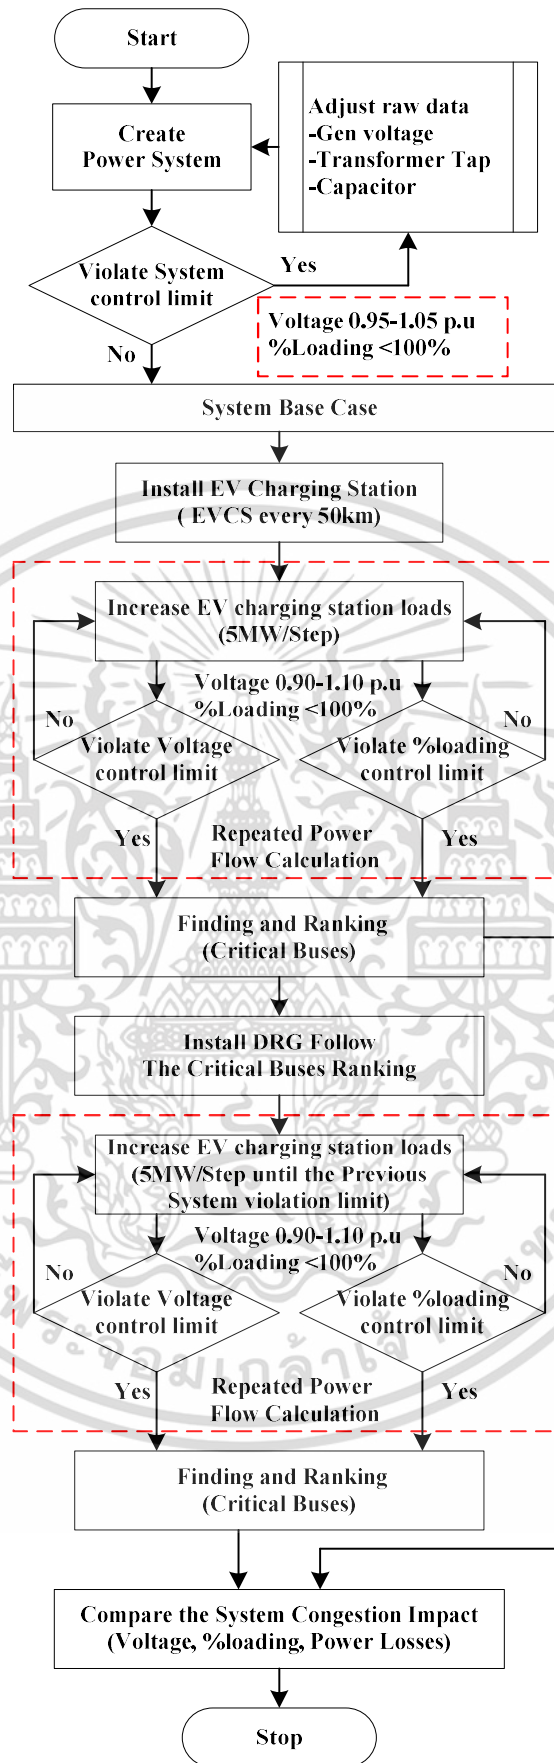 Start
Create
Power System
Adjust raw data
-Gen voltage
-Transformer Tap
-Capacitor
Violate System
control limit
Yes
Voltage 0.95-1.05 p.u
%Loading <100%
No
System Base Case
Install EV Charging Station
( EVCS every 50km)
Increase EV charging station loads
(5MW/Step)
Voltage 0.90-1.10 p.u
%Loading <100%
No
No
Violate Voltage
control limit
Violate %loading
control limit
Yes
Yes
Repeated Power
Flow Calculation
Finding and Ranking
(Critical Buses)
Install DRG Follow
The Critical Buses Ranking
Increase EV charging station loads
(5MW/Step until the Previous
System violation limit)
Voltage 0.90-1.10 p.u
%Loading <100%
No
No
Violate Voltage
control limit
Violate %loading
control limit
Yes
Yes
Repeated Power
Flow Calculation
Finding and Ranking
(Critical Buses)
Compare the System Congestion Impact
(Voltage, %loading, Power Losses)
Stop